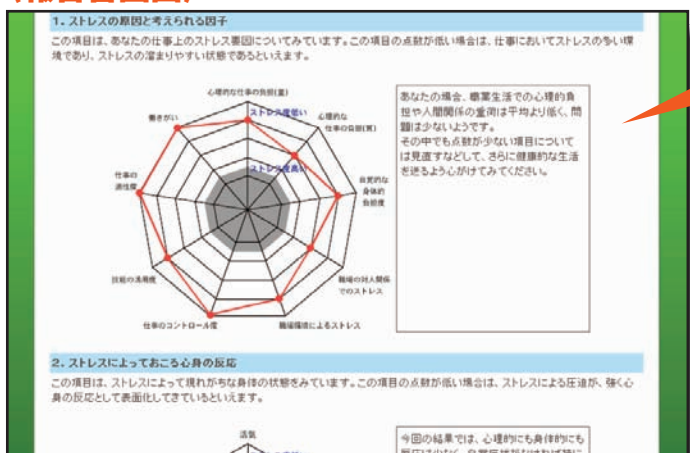 1. ストレスの原因と考えられる因子
この項目は、あなたの仕事上のストレス要因についてみています。この項目の点数が低い場合は、仕事においてストレスの多い環
境であり、ストレスの溜まりやすい状態であるといえます。
心理的な仕事の負担(量)
ストレス度低い
心理的な
仕事の負担(質)
働きがい
ストレス度高い
仕事の
適性度
自覚的な
身体的
負担度
技能の活用度
職場の対人関係
でのストレス
仕事のコントロール度
職場環境によるストレス
あなたの場合、職業生活での心理的負
担や人間関係の重荷は平均より低く、問
題は少ないようです。
その中でも点数が少ない項目について
は見直すなどして、さらに健康的な生活
を送るよう心がけてみてください。
2. ストレスによっておこる心身の反応
この項目は、ストレスによって現れがちな身体の状態をみています。この項目の点数が低い場合は、ストレスによる圧迫が、強く心
身の反応として表面化してきているといえます。
活気
今回の結果では、心理的にも身体的にも